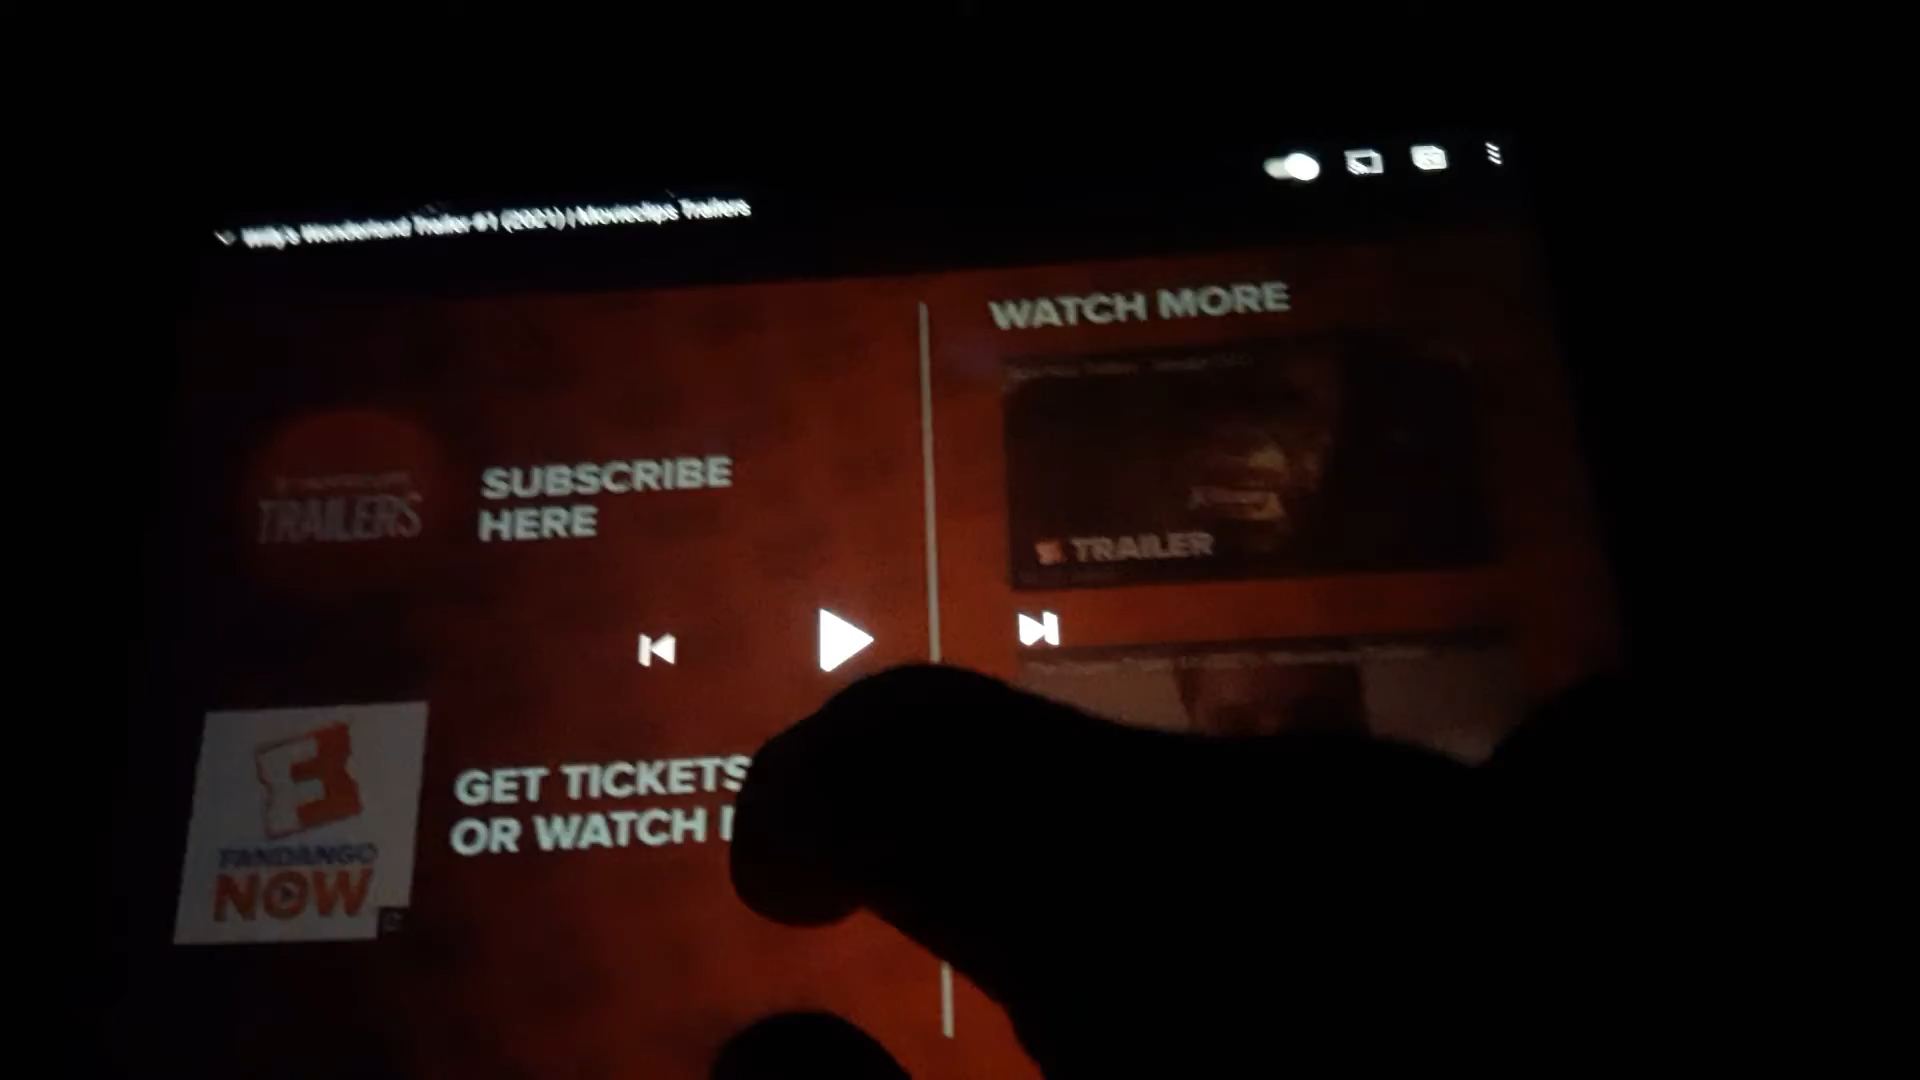 Willy's Wonderland Trailer #1 (2021) | Movieclips Trailers
WATCH MORE
TRAILERS
SUBSCRIBE
HERE
TRAILER
GET TICKETS
OR WATCH
FANDANGO
NOW